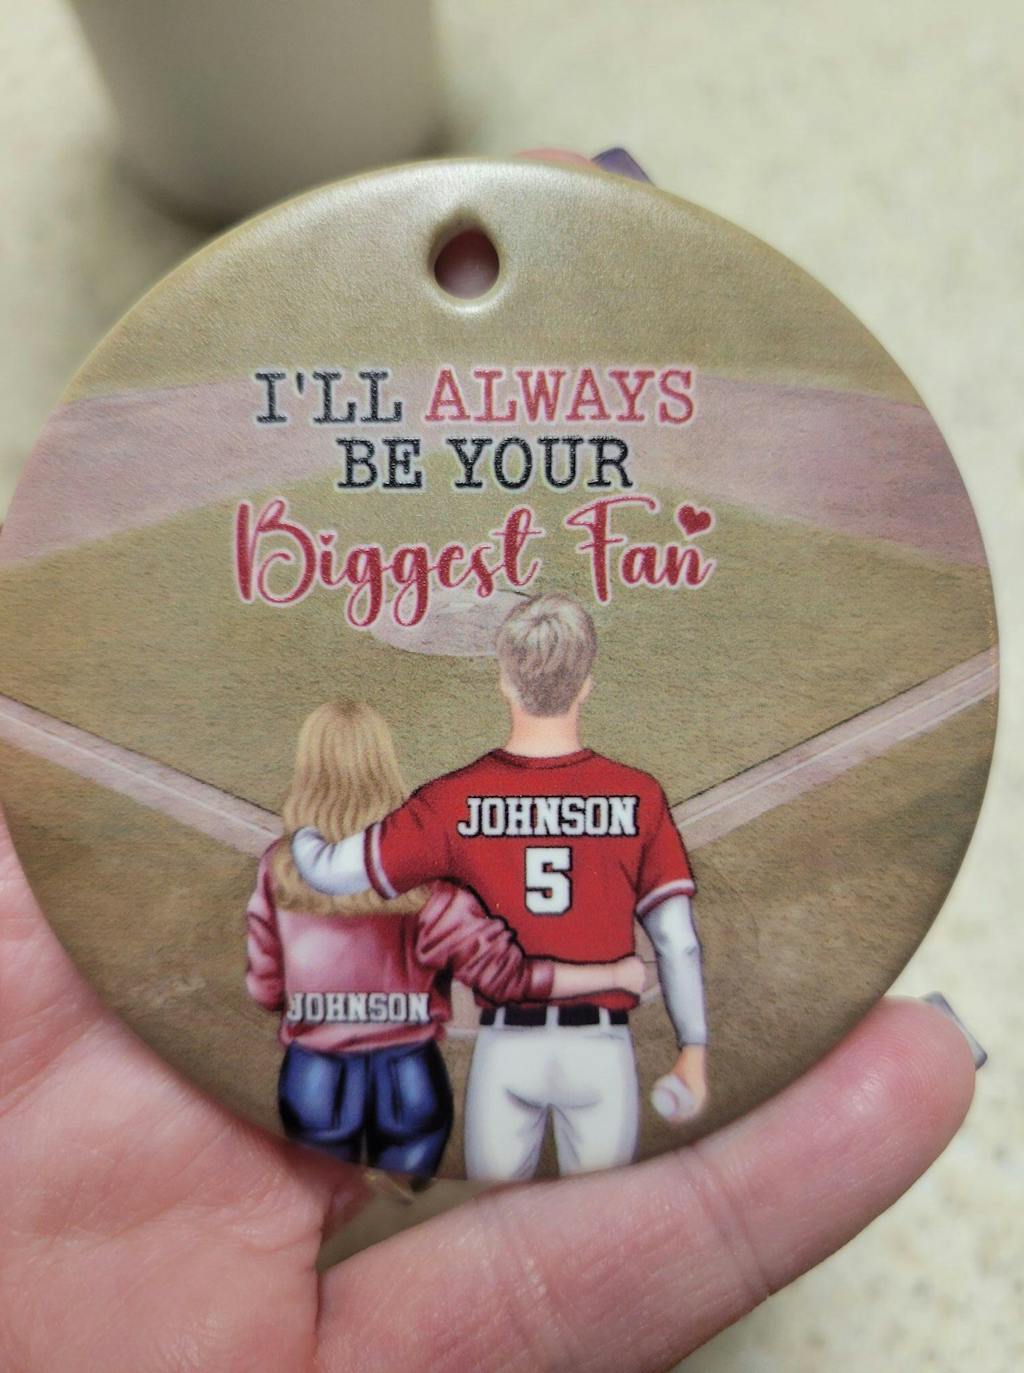 I'LL ALWAYS
BE YOUR
Biggest Fan
JOHNSON
5
JOHNSON